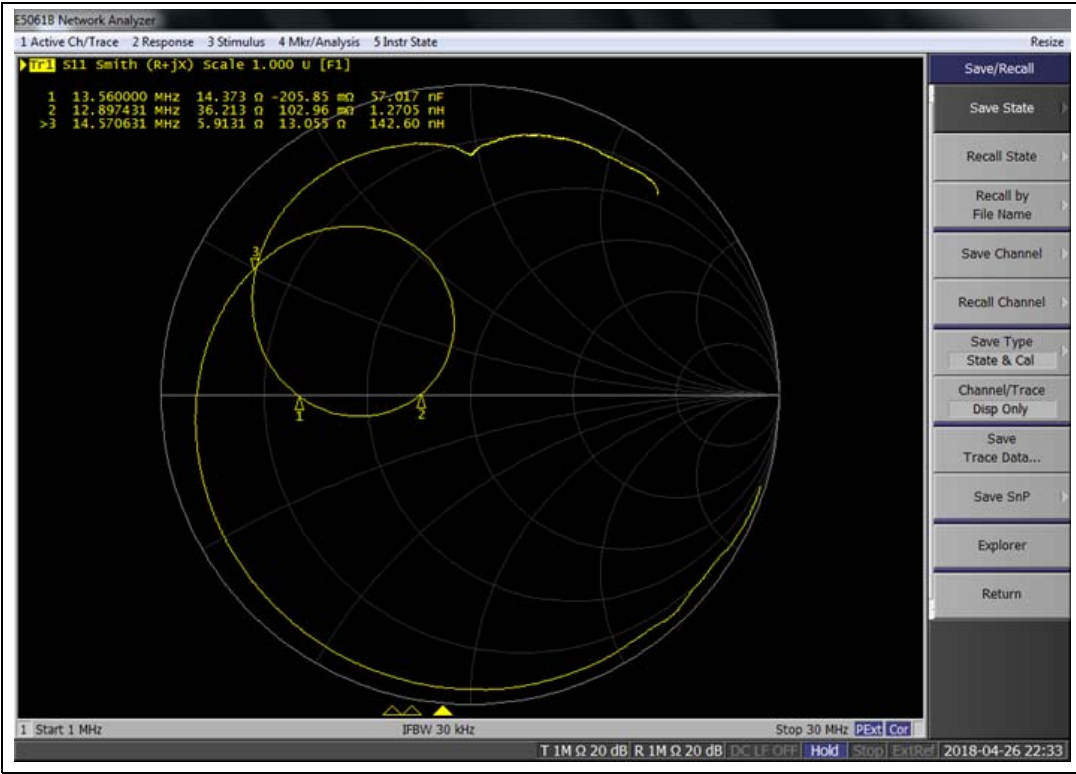 E5061B Network Analyzer
1 Active Ch/Trace 2 Response 3 Stimulus 4 Mkr/Analysis 5 Instr State Resize
Tr1 S11 Smith (R+jX) Scale 1.000 U [F1]
1 13.560000 MHz 14.373 Ω -205.85 mΩ 57.017 nF
2 12.897431 MHz 36.213 Ω 102.96 mΩ 1.2705 nH
>3 14.570631 MHz 5.9131 Ω 13.055 Ω 142.60 nH
3
1
2
Save/Recall
Save State
Recall State
Recall by
File Name
Save Channel
Recall Channel
Save Type
State & Cal
Channel/Trace
Disp Only
Save
Trace Data...
Save SnP
Explorer
Return
1 Start 1 MHz IFBW 30 kHz Stop 30 MHz PExt Cor
T 1M Ω 20 dB R 1M Ω 20 dB DC LF OFF Hold Stop ExtRef 2018-04-26 22:33